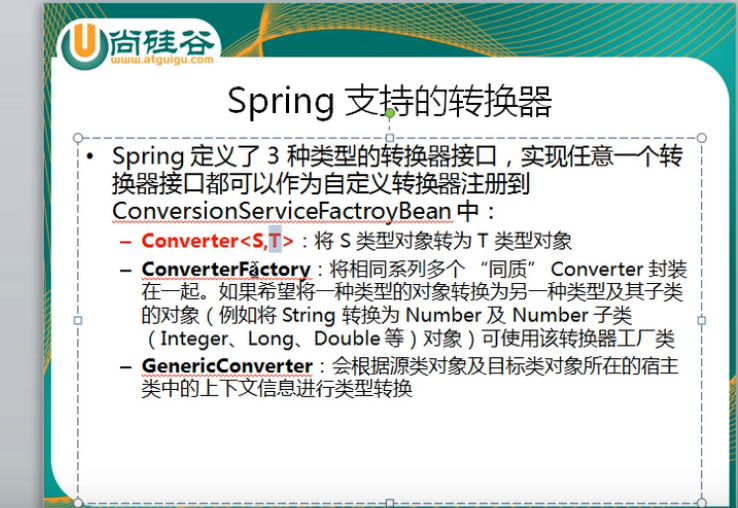 尚硅谷
www.atguigu.com
Spring 支持的转换器
• Spring 定义了 3 种类型的转换器接口，实现任意一个转
换器接口都可以作为自定义转换器注册到
ConversionServiceFactroyBean 中：
– Converter<S,T>：将 S 类型对象转为 T 类型对象
– ConverterFactory：将相同系列多个 “同质” Converter 封装
在一起。如果希望将一种类型的对象转换为另一种类型及其子类
的对象（例如将 String 转换为 Number 及 Number 子类
（Integer、Long、Double 等）对象）可使用该转换器工厂类
– GenericConverter：会根据源类对象及目标类对象所在的宿主
类中的上下文信息进行类型转换